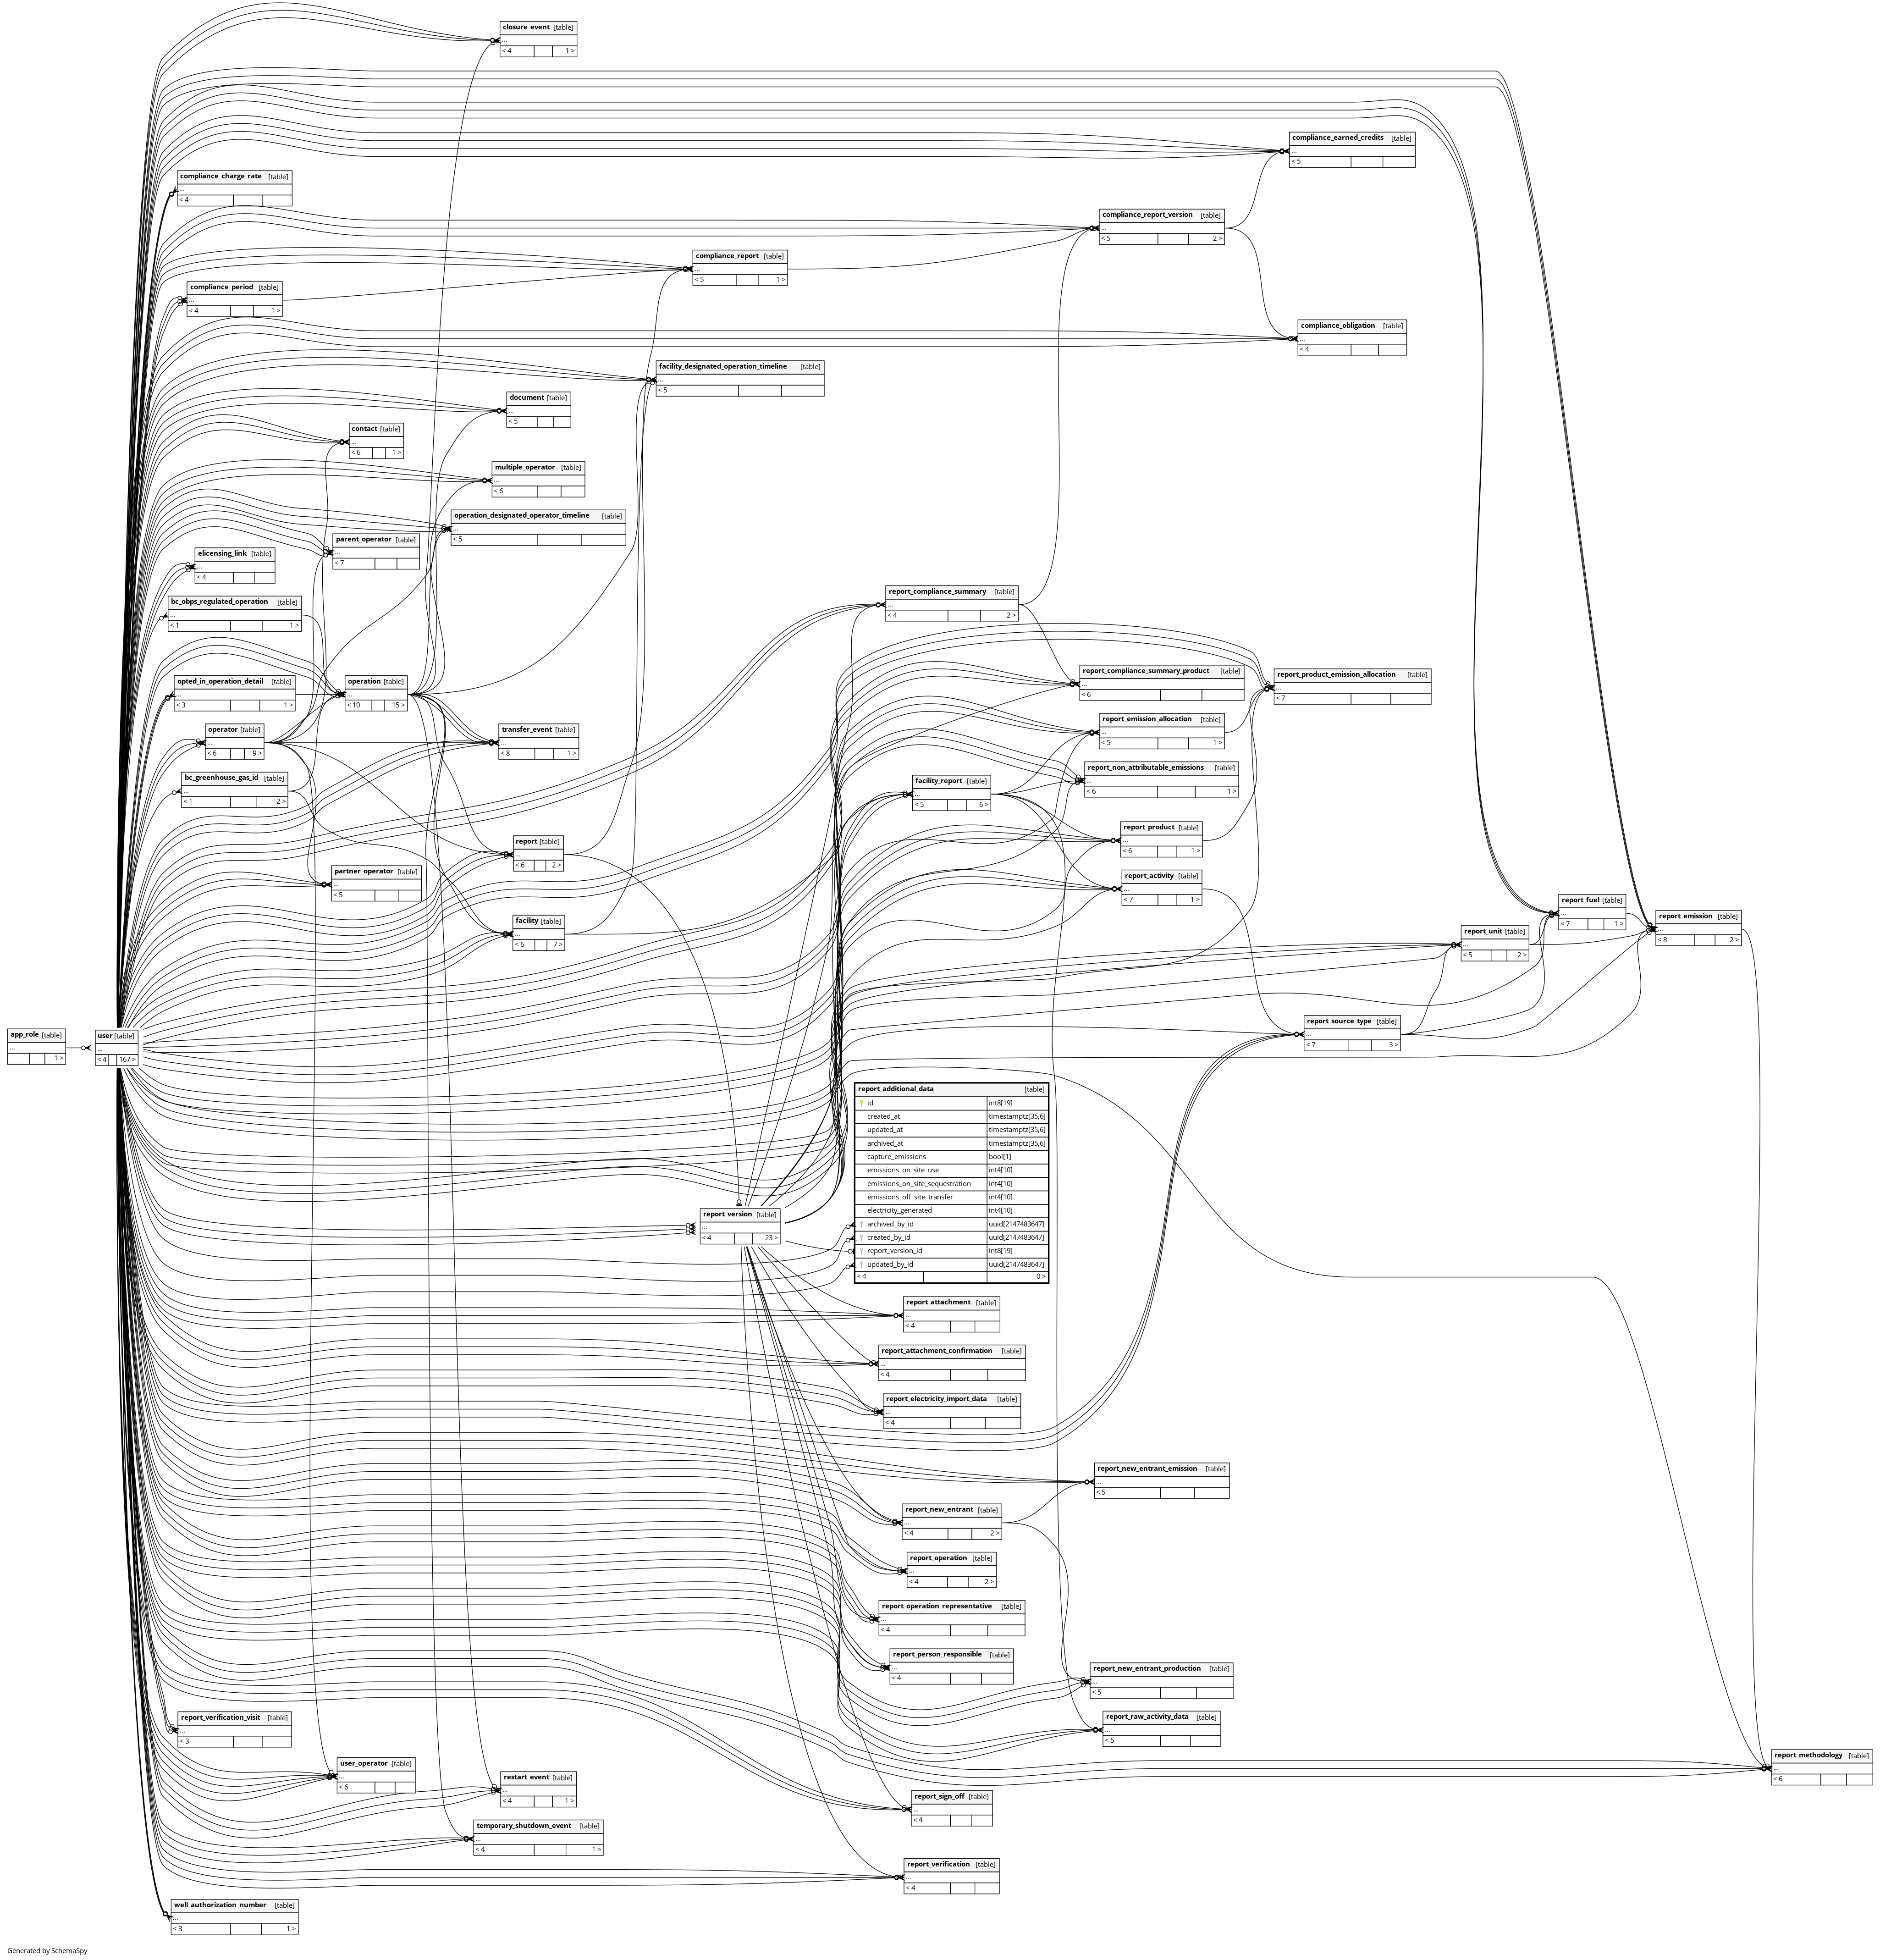 closure_event [table]
...
< 4 1 >
compliance_earned_credits [table]
...
< 5
compliance_charge_rate [table]
...
< 4
compliance_report_version [table]
...
< 5 2 >
compliance_report [table]
...
< 5 1 >
compliance_period [table]
...
< 4 1 >
compliance_obligation [table]
...
< 4
facility_designated_operation_timeline [table]
...
< 5
document [table]
...
< 5
contact [table]
...
< 6 1 >
multiple_operator [table]
...
< 6
operation_designated_operator_timeline [table]
...
< 5
parent_operator [table]
...
< 7
elicensing_link [table]
...
< 4
report_compliance_summary [table]
...
< 4 2 >
bc_obps_regulated_operation [table]
...
< 1 1 >
report_compliance_summary_product [table]
...
< 6
report_product_emission_allocation [table]
...
< 7
opted_in_operation_detail [table]
...
< 3 1 >
operation [table]
...
< 10 15 >
report_emission_allocation [table]
...
< 5 1 >
operator [table]
...
< 6 9 >
transfer_event [table]
...
< 8 1 >
report_non_attributable_emissions [table]
...
< 6 1 >
bc_greenhouse_gas_id [table]
...
< 1 2 >
facility_report [table]
...
< 5 6 >
report_product [table]
...
< 6 1 >
report [table]
...
< 6 2 >
partner_operator [table]
...
< 5
report_activity [table]
...
< 7 1 >
report_fuel [table]
...
< 7 1 >
facility [table]
...
< 6 7 >
report_emission [table]
...
< 8 2 >
report_unit [table]
...
< 5 2 >
report_source_type [table]
...
< 7 3 >
app_role [table]
...
1 >
user [table]
...
< 4 167 >
report_additional_data [table]
id int8[19]
created_at timestamptz[35,6]
updated_at timestamptz[35,6]
archived_at timestamptz[35,6]
capture_emissions bool[1]
emissions_on_site_use int4[10]
emissions_on_site_sequestration int4[10]
emissions_off_site_transfer int4[10]
electricity_generated int4[10]
archived_by_id uuid[2147483647]
created_by_id uuid[2147483647]
report_version_id int8[19]
updated_by_id uuid[2147483647]
< 4 0 >
report_version [table]
...
< 4 23 >
report_attachment [table]
...
< 4
report_attachment_confirmation [table]
...
< 4
report_electricity_import_data [table]
...
< 4
report_new_entrant_emission [table]
...
< 5
report_new_entrant [table]
...
< 4 2 >
report_operation [table]
...
< 4 2 >
report_operation_representative [table]
...
< 4
report_person_responsible [table]
...
< 4
report_new_entrant_production [table]
...
< 5
report_raw_activity_data [table]
...
< 5
report_verification_visit [table]
...
< 3
report_methodology [table]
...
< 6
user_operator [table]
...
< 6
restart_event [table]
...
< 4 1 >
report_sign_off [table]
...
< 4
temporary_shutdown_event [table]
...
< 4 1 >
report_verification [table]
...
< 4
well_authorization_number [table]
...
< 3 1 >
Generated by SchemaSpy